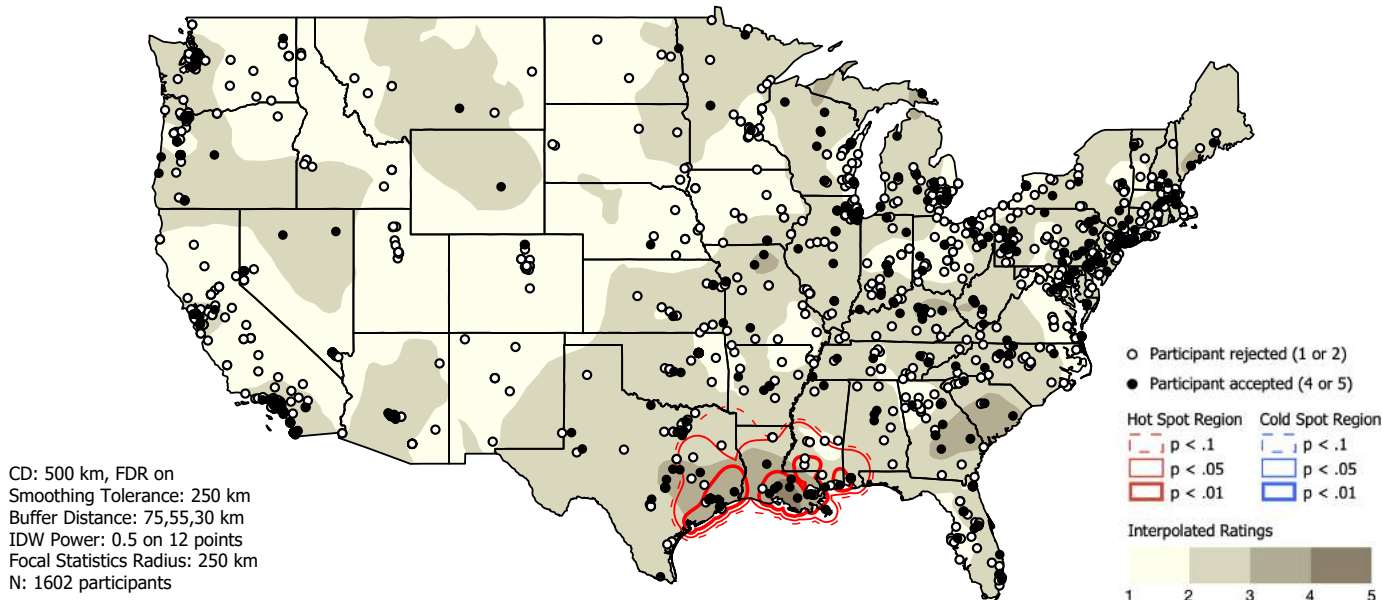 CD: 500 km, FDR on
Smoothing Tolerance: 250 km
Buffer Distance: 75,55,30 km
IDW Power: 0.5 on 12 points
Focal Statistics Radius: 250 km
N: 1602 participants
Participant rejected (1 or 2)
Participant accepted (4 or 5)
Hot Spot Region Cold Spot Region
p < .1 p < .1
p < .05 p < .05
p < .01 p < .01
Interpolated Ratings
1 2 3 4 5